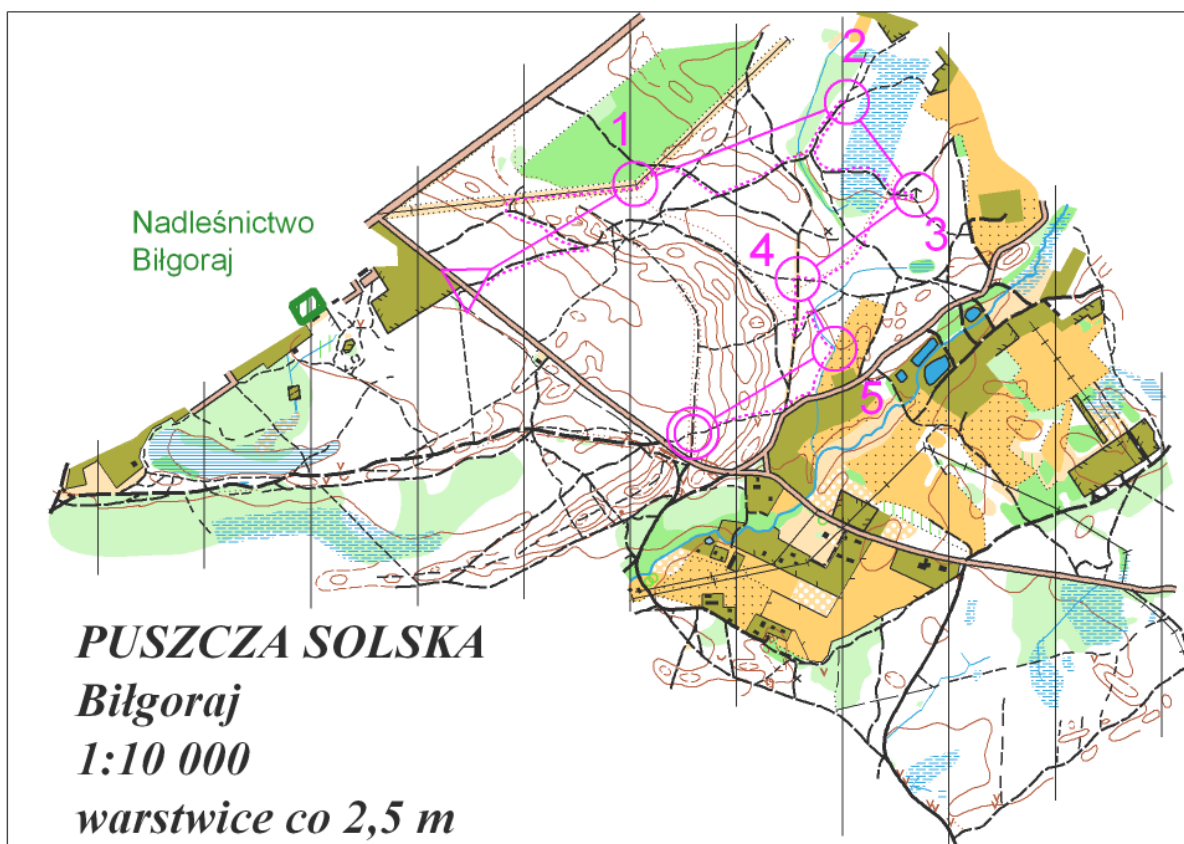 2
1
Nadleśnictwo
Biłgoraj
3
4
5
PUSZCZA SOLSKA
Biłgoraj
1:10 000
warstwice co 2,5 m